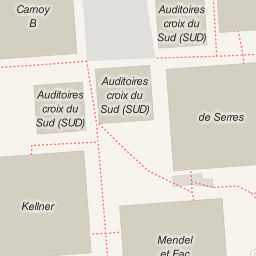 Carnoy
B
Auditoires
croix du
Sud (SUD)
Auditoires
croix du
Sud (SUD)
Auditoires
croix du
Sud (SUD)
de Serres
Kellner
Mendel
et Fac